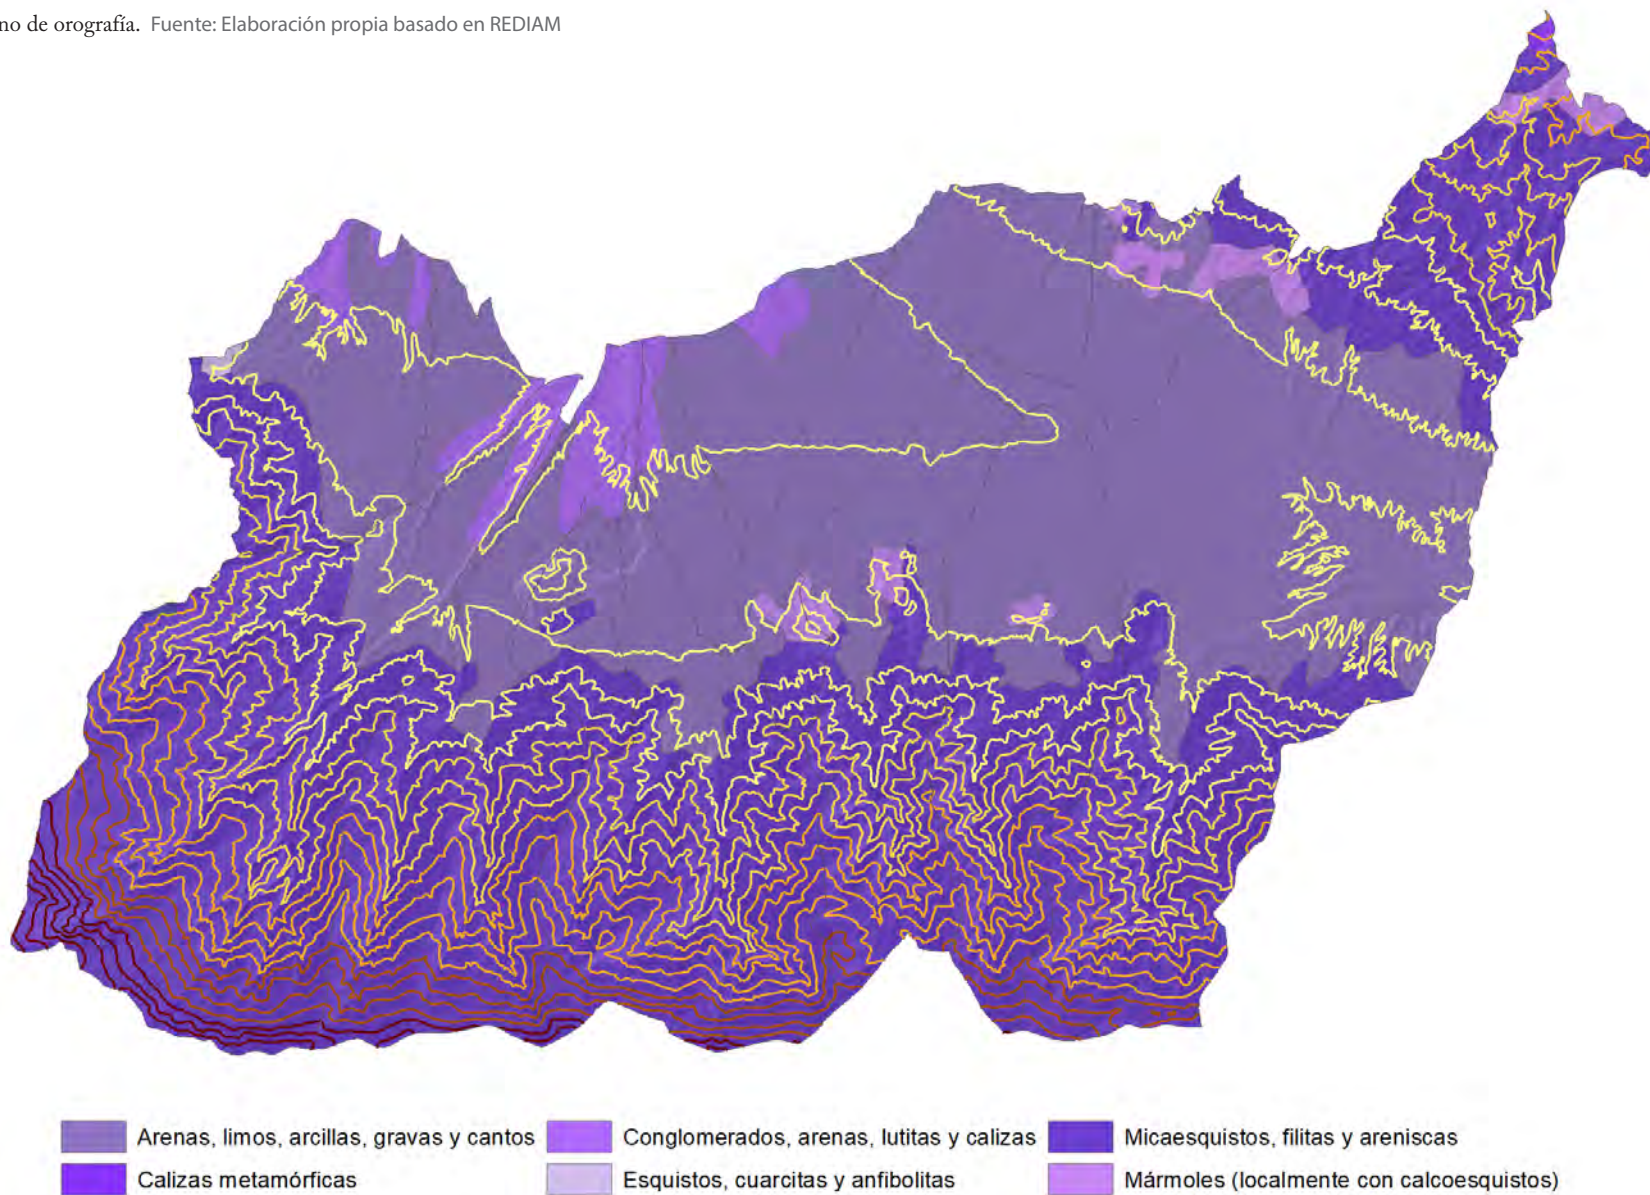 no de orografía. Fuente: Elaboración propia basado en REDIAM
Arenas, limos, arcillas, gravas y cantos
Conglomerados, arenas, lutitas y calizas
Micaesquistos, filitas y areniscas
Calizas metamórficas
Esquistos, cuarcitas y anfibolitas
Mármoles (localmente con calcoesquistos)